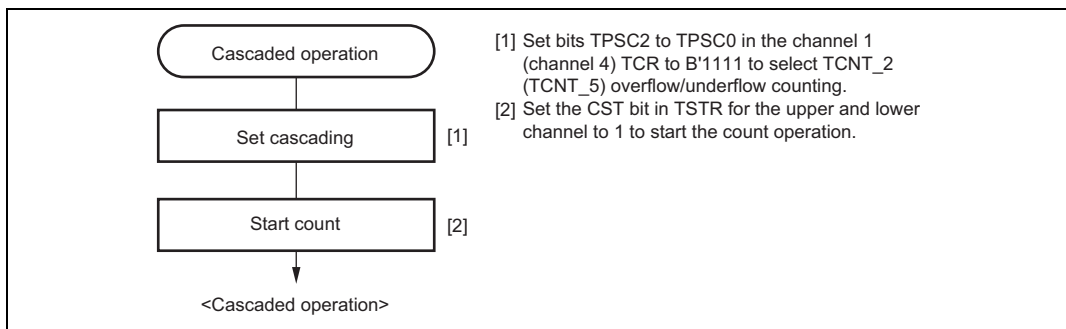 Cascaded operation
Set cascading
[1]
Start count
[2]
<Cascaded operation>
[1] Set bits TPSC2 to TPSC0 in the channel 1
(channel 4) TCR to B'1111 to select TCNT_2
(TCNT_5) overflow/underflow counting.
[2] Set the CST bit in TSTR for the upper and lower
channel to 1 to start the count operation.